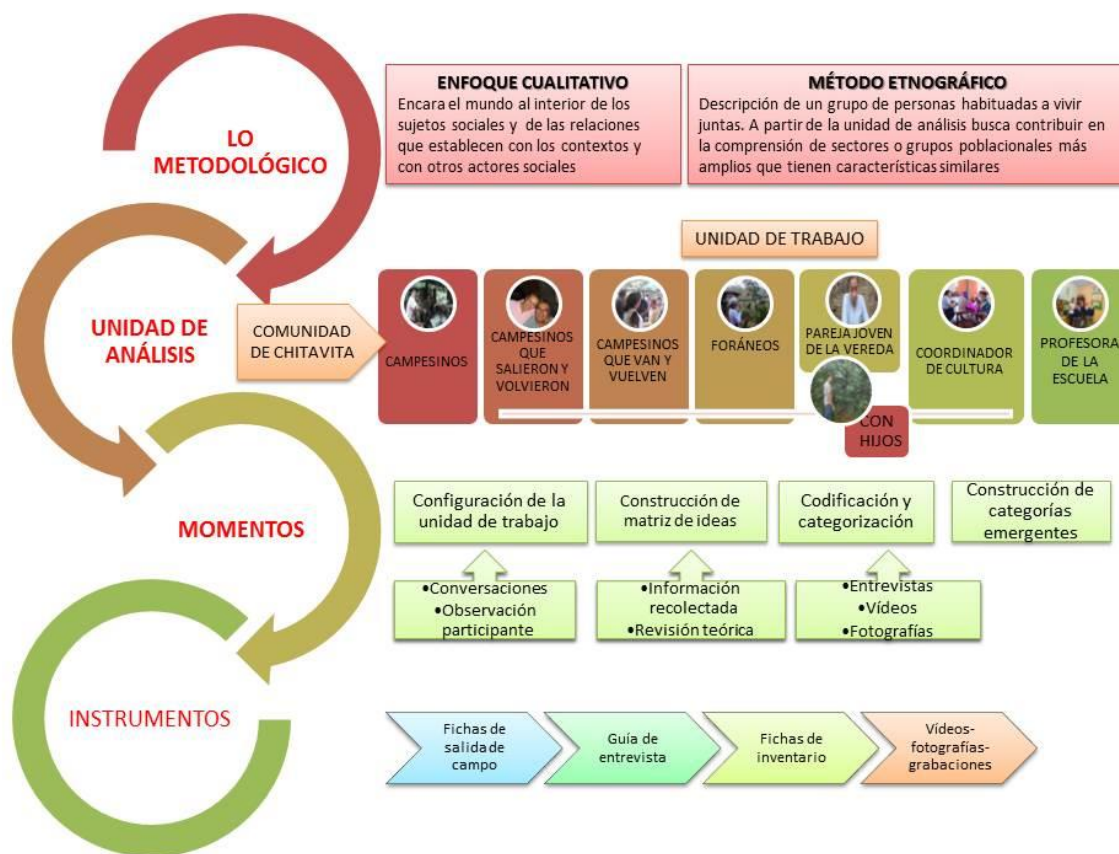 LO
METODOLÓGICO
ENFOQUE CUALITATIVO
Encara el mundo al interior de los
sujetos sociales y de las relaciones
que establecen con los contextos y
con otros actores sociales
MÉTODO ETNOGRÁFICO
Descripción de un grupo de personas habituadas a vivir
juntas. A partir de la unidad de análisis busca contribuir en
la comprensión de sectores o grupos poblacionales más
amplios que tienen características similares
UNIDAD DE
ANÁLISIS
COMUNIDAD
DE CHITAVITA
UNIDAD DE TRABAJO
CAMPESINOS
CAMPESINOS
QUE
SALIERON Y
VOLVIERON
CAMPESINOS
QUE VAN Y
VUELVEN
FORÁNEOS
PAREJA JOVEN
DE LA VEREDA
CON
HIJOS
COORDINADOR
DE CULTURA
PROFESORA
DE LA
ESCUELA
MOMENTOS
Configuración de la
unidad de trabajo
Construcción de
matriz de ideas
Codificación y
categorización
Construcción de
categorías
emergentes
•Conversaciones
•Observación
participante
•Información
recolectada
•Revisión teórica
•Entrevistas
•Vídeos
•Fotografías
INSTRUMENTOS
Fichas de
salida de
campo
Guía de
entrevista
Fichas de
inventario
Vídeos-
fotografías-
grabaciones